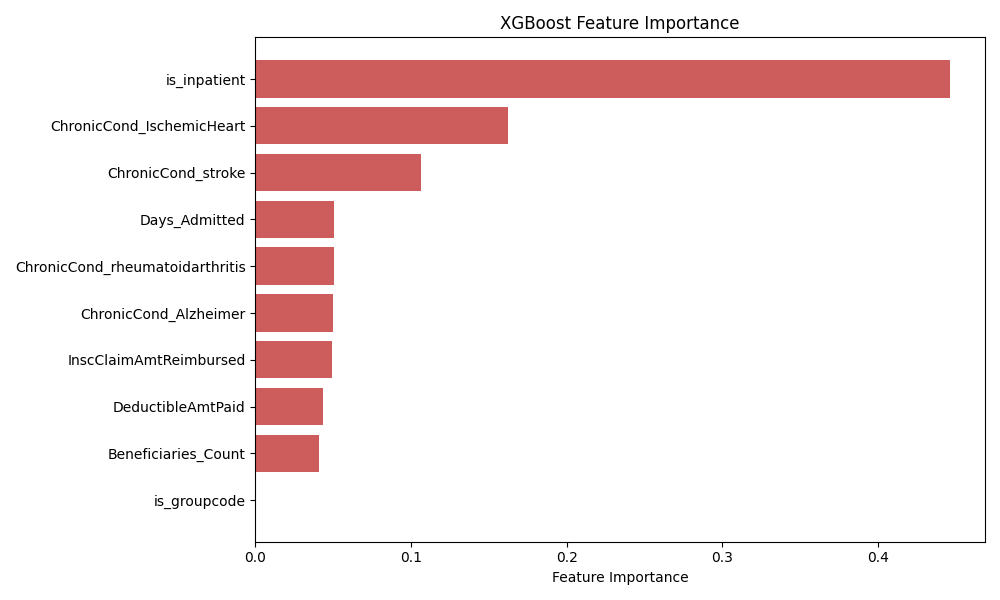 XGBoost Feature Importance
is_inpatient
ChronicCond_IschemicHeart
ChronicCond_stroke
Days_Admitted
ChronicCond_rheumatoidarthritis
ChronicCond_Alzheimer
InscClaimAmtReimbursed
DeductibleAmtPaid
Beneficiaries_Count
is_groupcode
0.0 0.1 0.2 0.3 0.4
Feature Importance